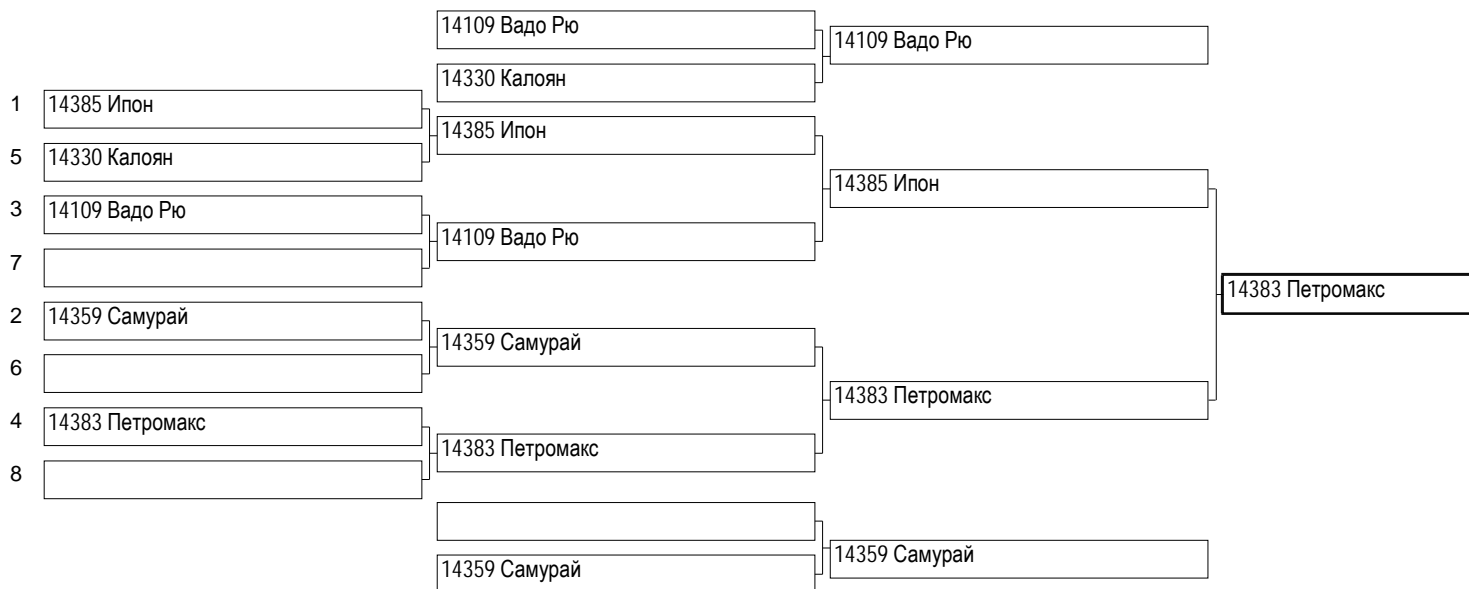 14109 Вадо Рю
14109 Вадо Рю
14330 Калоян
1 14385 Ипон
14385 Ипон
5 14330 Калоян
14385 Ипон
3 14109 Вадо Рю
14109 Вадо Рю
7
14383 Петромакс
2 14359 Самурай
14359 Самурай
6
14383 Петромакс
4 14383 Петромакс
14383 Петромакс
8
14359 Самурай
14359 Самурай